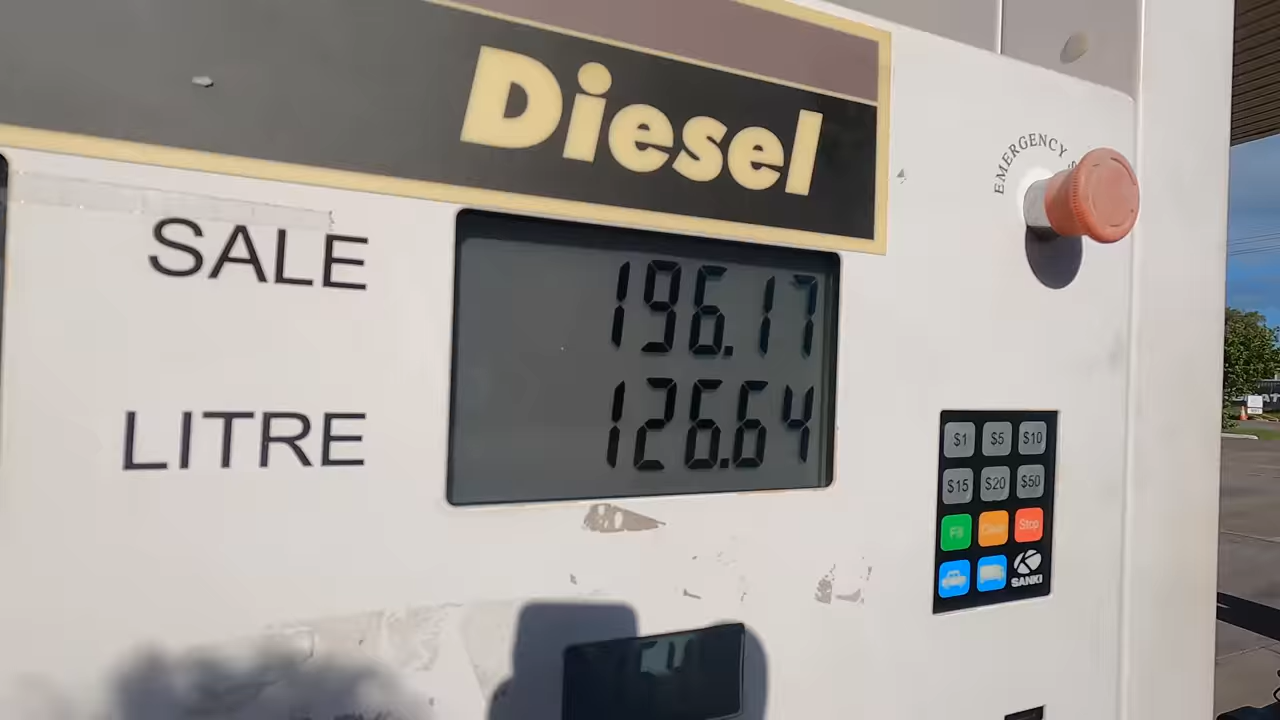 Diesel
EMERGENCY
SALE
196.17
LITRE
126.64
$1 $5 $10
$15 $20 $50
Fill Clear Stop
SANKI